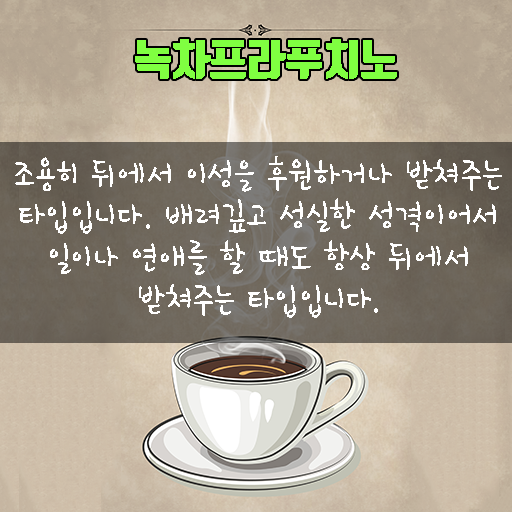 녹차프라푸치노
조용히 뒤에서 이성을 후원하거나 받쳐주는
타입입니다. 배려깊고 성실한 성격이어서
일이나 연애를 할 때도 항상 뒤에서
받쳐주는 타입입니다.